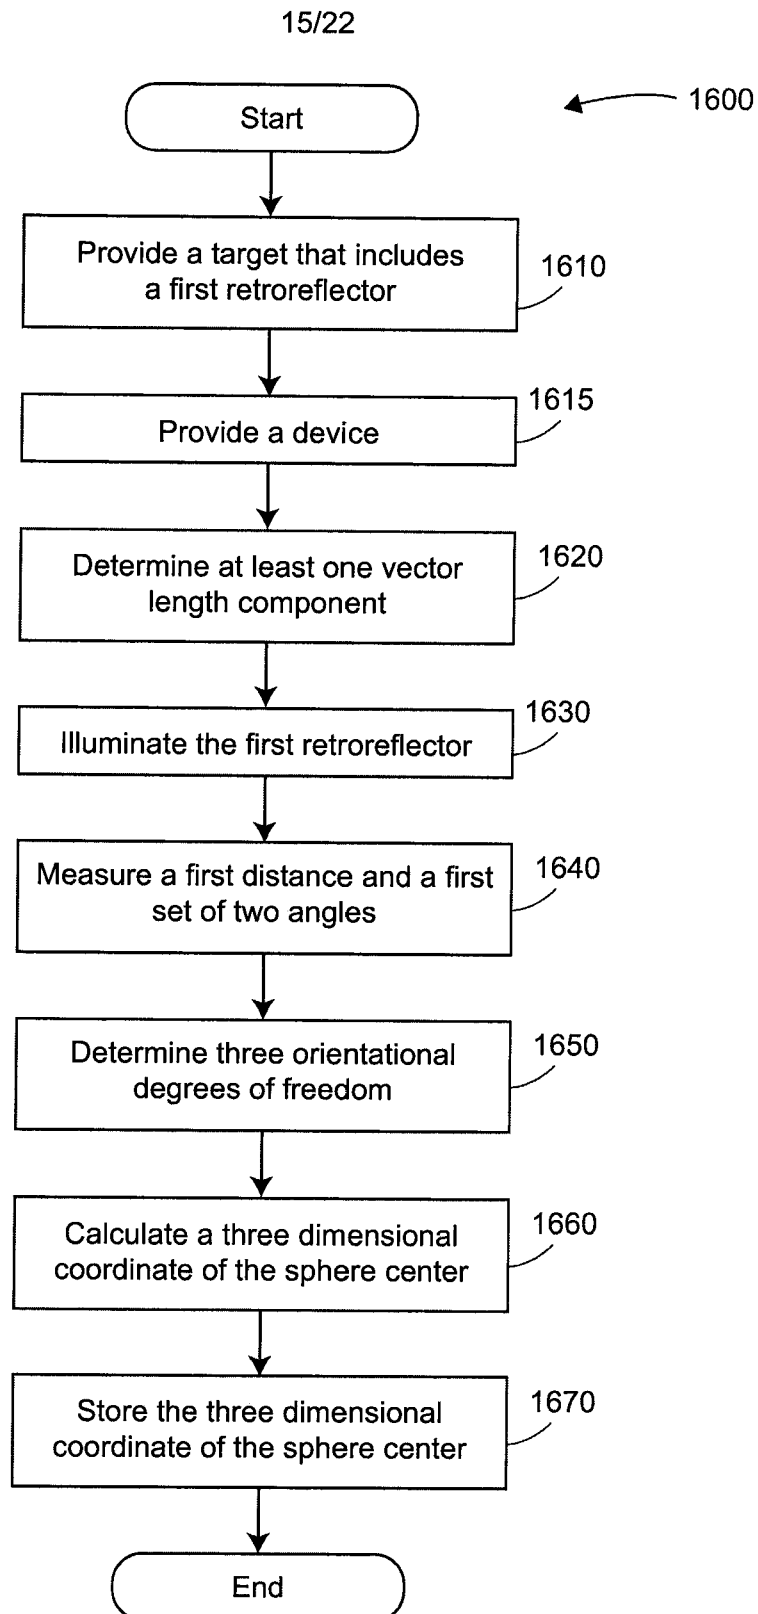 15/22
Start
1600
Provide a target that includes
a first retroreflector
1610
Provide a device
1615
Determine at least one vector
length component
1620
Illuminate the first retroreflector
1630
Measure a first distance and a first
set of two angles
1640
Determine three orientational
degrees of freedom
1650
Calculate a three dimensional
coordinate of the sphere center
1660
Store the three dimensional
coordinate of the sphere center
1670
End